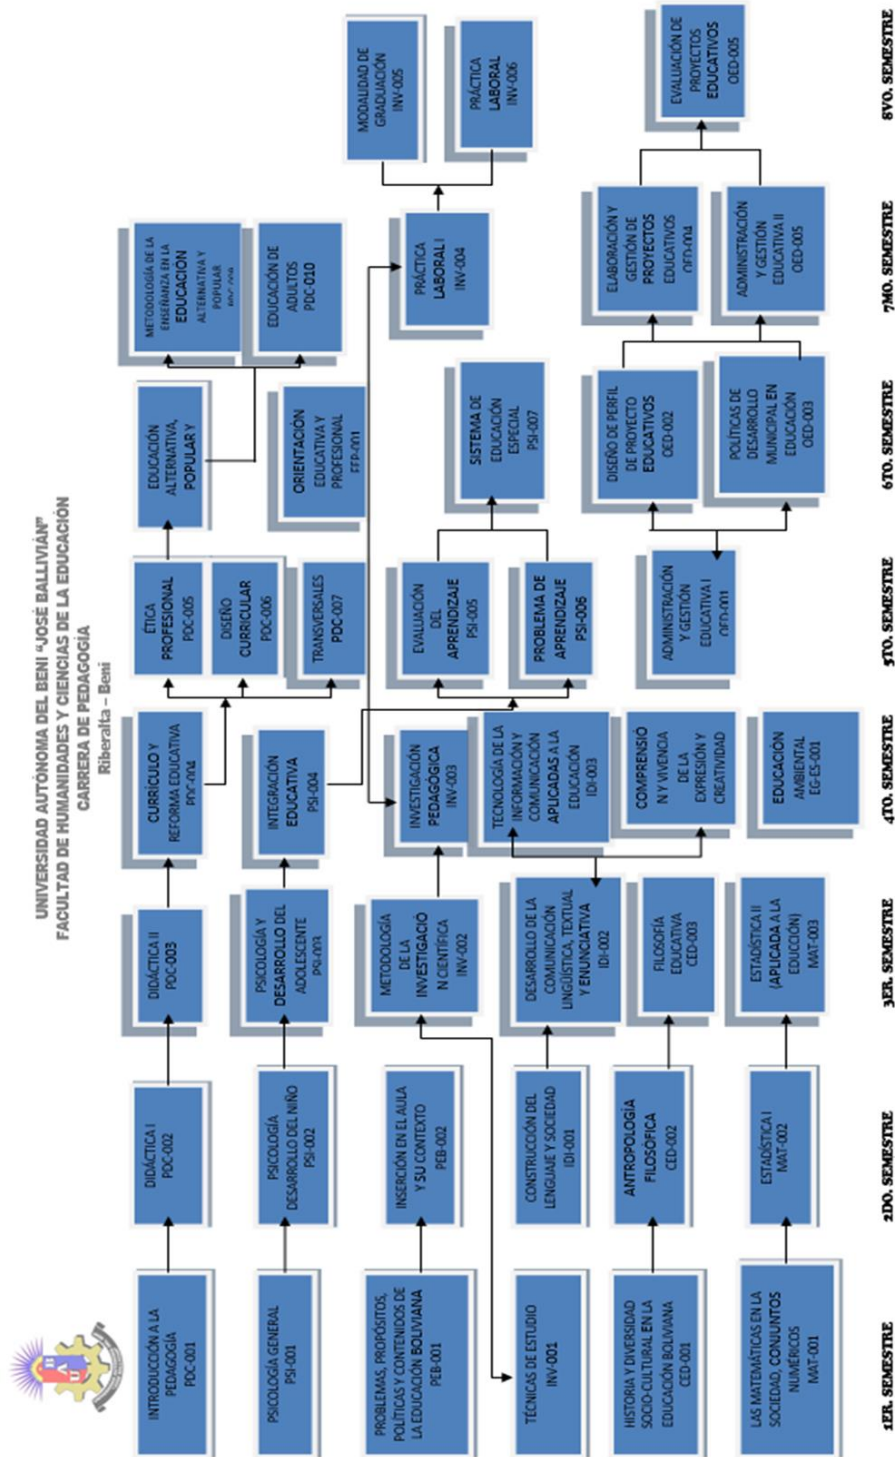 UNIVERSIDAD AUTÓNOMA DEL BENI “JOSÉ BALLIVIÁN”
FACULTAD DE HUMANIDADES Y CIENCIAS DE LA EDUCACIÓN
CARRERA DE PEDAGOGÍA
Riberalta – Beni
INTRODUCCIÓN A LA
PEDAGOGÍA
PDC-001
PSICOLOGÍA GENERAL
PSI-001
PROBLEMAS, PROPÓSITOS,
POLÍTICAS Y CONTENIDOS DE
LA EDUCACIÓN BOLIVIANA
PEB-001
TÉCNICAS DE ESTUDIO
INV-001
HISTORIA Y DIVERSIDAD
SOCIO-CULTURAL EN LA
EDUCACIÓN BOLIVIANA
CED-001
LAS MATEMÁTICAS EN LA
SOCIEDAD, CONJUNTOS
NUMÉRICOS
MAT-001
1ER. SEMESTRE
DIDÁCTICA I
PDC-002
PSICOLOGÍA
DESARROLLO DEL NIÑO
PSI-002
INSERCIÓN EN EL AULA
Y SU CONTEXTO
PEB-002
CONSTRUCCIÓN DEL
LENGUAJE Y SOCIEDAD
IDI-001
ANTROPOLOGÍA
FILOSÓFICA
CED-002
ESTADÍSTICA I
MAT-002
2DO. SEMESTRE
DIDÁCTICA II
PDC-003
PSICOLOGÍA Y
DESARROLLO DEL
ADOLESCENTE
PSI-003
METODOLOGÍA
DE LA
INVESTIGACIÓ
N CIENTÍFICA
INV-002
DESARROLLO DE LA
COMUNICACIÓN
LINGÜÍSTICA, TEXTUAL
Y ENUNCIATIVA
IDI-002
FILOSOFÍA
EDUCATIVA
CED-003
ESTADÍSTICA II
(APLICADA A LA
EDUCCIÓN)
MAT-003
3ER. SEMESTRE
CURRÍCULO Y
REFORMA EDUCATIVA
PDC-004
INTEGRACIÓN
EDUCATIVA
PSI-004
INVESTIGACIÓN
PEDAGÓGICA
INV-003
TECNOLOGÍA DE LA
INFORMACIÓN Y
COMUNICACIÓN
APLICADAS A LA
EDUCACIÓN
IDI-003
COMPRENSIÓ
N Y VIVENCIA
DE LA
EXPRESIÓN Y
CREATIVIDAD
EDUCACIÓN
AMBIENTAL
EG-ES-001
4TO. SEMESTRE
ÉTICA
PROFESIONAL
PDC-005
DISEÑO
CURRICULAR
PDC-006
TRANSVERSALES
PDC-007
EVALUACIÓN
DEL
APRENDIZAJE
PSI-005
PROBLEMA DE
APRENDIZAJE
PSI-006
ADMINISTRACIÓN
Y GESTIÓN
EDUCATIVA I
OED-001
5TO. SEMESTRE
EDUCACIÓN
ALTERNATIVA,
POPULAR Y
ORIENTACIÓN
EDUCATIVA Y
PROFESIONAL
SISTEMA DE
EDUCACIÓN
ESPECIAL
PSI-007
DISEÑO DE PERFIL
DE PROYECTO
EDUCATIVOS
OED-002
POLÍTICAS DE
DESARROLLO
MUNICIPAL EN
EDUCACIÓN
OED-003
6TO. SEMESTRE
METODOLOGÍA DE LA
ENSEÑANZA EN LA
EDUCACION
ALTERNATIVA Y
POPULAR
EDUCACIÓN DE
ADULTOS
PDC-010
PRÁCTICA
LABORAL I
INV-004
ELABORACIÓN Y
GESTIÓN DE
PROYECTOS
EDUCATIVOS
OED-004
ADMINISTRACIÓN
Y GESTIÓN
EDUCATIVA II
OED-005
7MO. SEMESTRE
MODALIDAD DE
GRADUACIÓN
INV-005
PRÁCTICA
LABORAL
INV-006
EVALUACIÓN DE
PROYECTOS
EDUCATIVOS
OED-005
8VO. SEMESTRE